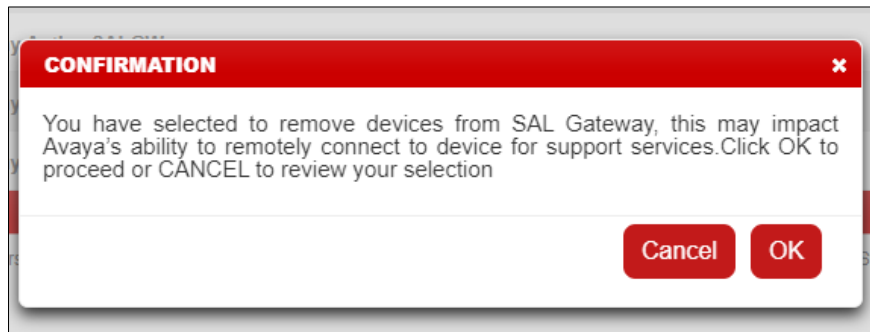 CONFIRMATION ×
You have selected to remove devices from SAL Gateway, this may impact
Avaya's ability to remotely connect to device for support services.Click OK to
proceed or CANCEL to review your selection
Cancel OK